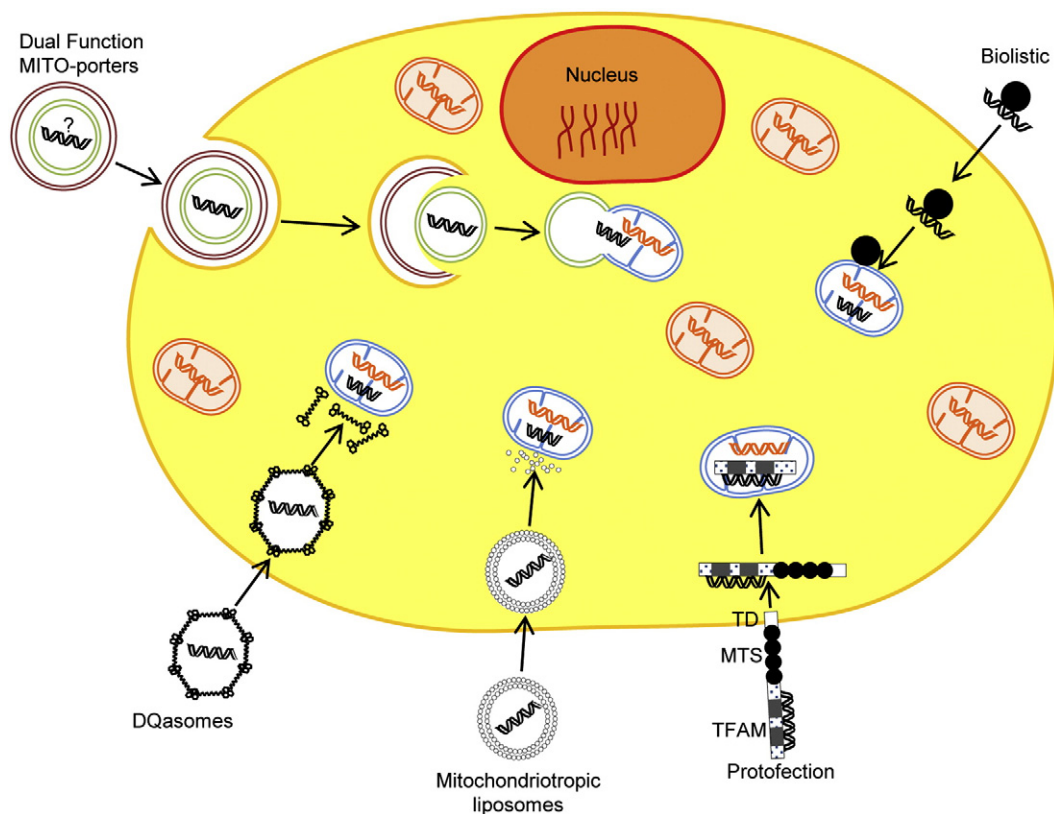 Dual Function
MITO-porters
?
Nucleus
Biolistic
TD
MTS
TFAM
Protofection
DQasomes
Mitochondriotropic
liposomes